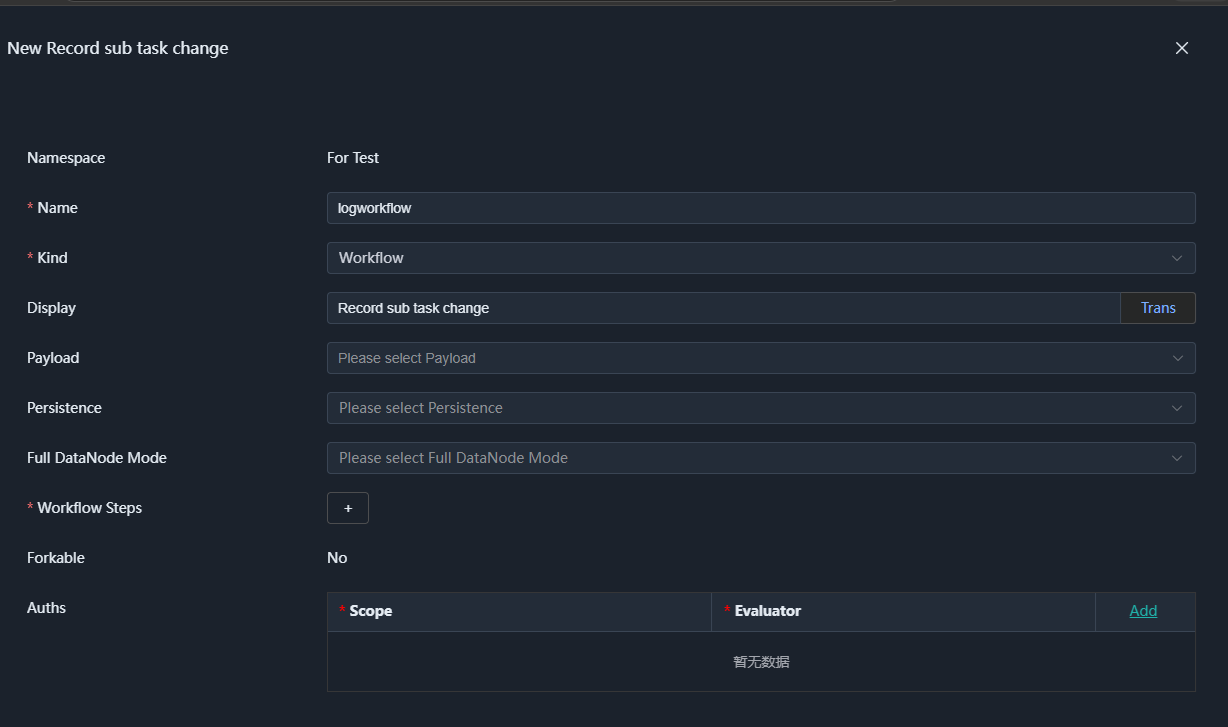 New Record sub task change
Namespace For Test
* Name logworkflow
* Kind Workflow
Display Record sub task change Trans
Payload Please select Payload
Persistence Please select Persistence
Full DataNode Mode Please select Full DataNode Mode
* Workflow Steps +
Forkable No
Auths * Scope * Evaluator Add
暂无数据